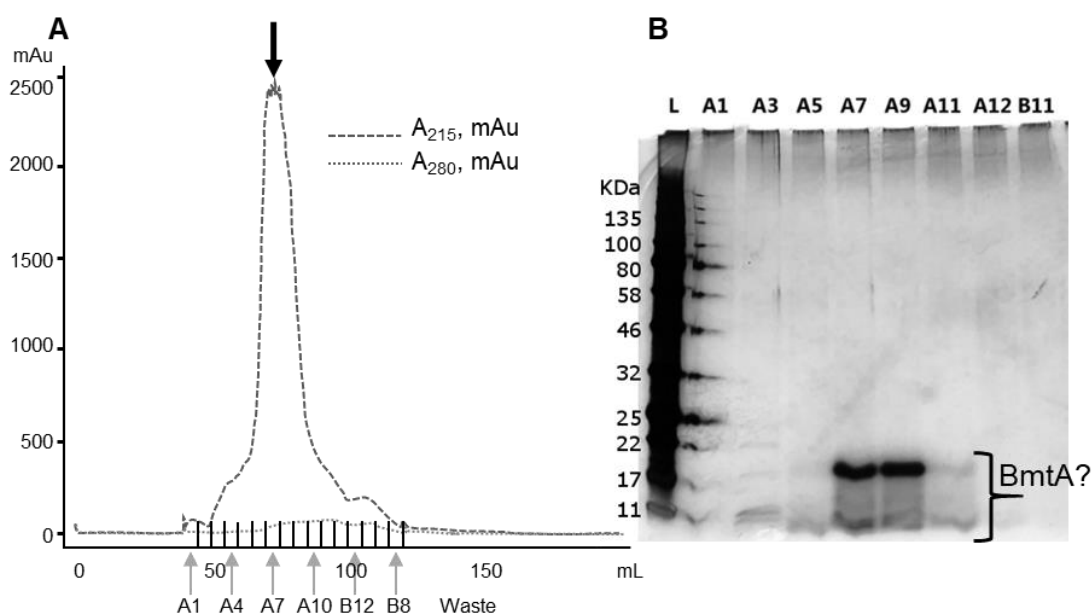 A
mAu
2500
2000
1500
1000
500
0
A215, mAu
A280, mAu
0 50 100 150 mL
A1 A4 A7 A10 B12 B8 Waste
B
L A1 A3 A5 A7 A9 A11 A12 B11
KDa
135
100
80
58
46
32
25
22
17
11
BmtA?